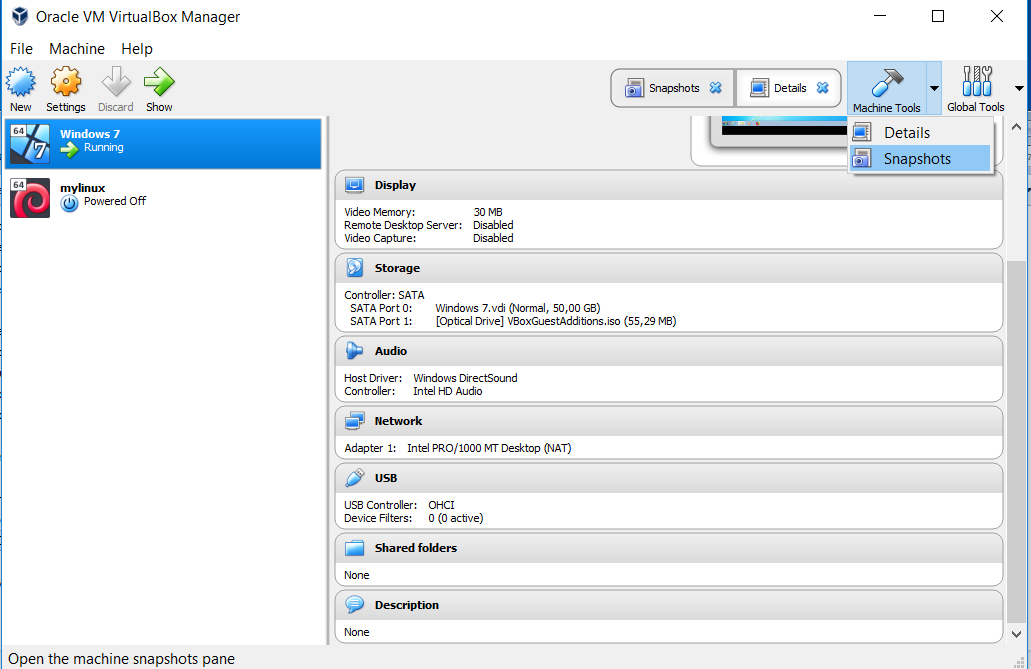 Oracle VM VirtualBox Manager
File Machine Help
New Settings Discard Show
Snapshots Details Machine Tools Global Tools
Details
Snapshots
64 7 Windows 7
Running
64 mylinux
Powered Off
Display
Video Memory: 30 MB
Remote Desktop Server: Disabled
Video Capture: Disabled
Storage
Controller: SATA
SATA Port 0: Windows 7.vdi (Normal, 50,00 GB)
SATA Port 1: [Optical Drive] VBoxGuestAdditions.iso (55,29 MB)
Audio
Host Driver: Windows DirectSound
Controller: Intel HD Audio
Network
Adapter 1: Intel PRO/1000 MT Desktop (NAT)
USB
USB Controller: OHCI
Device Filters: 0 (0 active)
Shared folders
None
Description
None
Open the machine snapshots pane